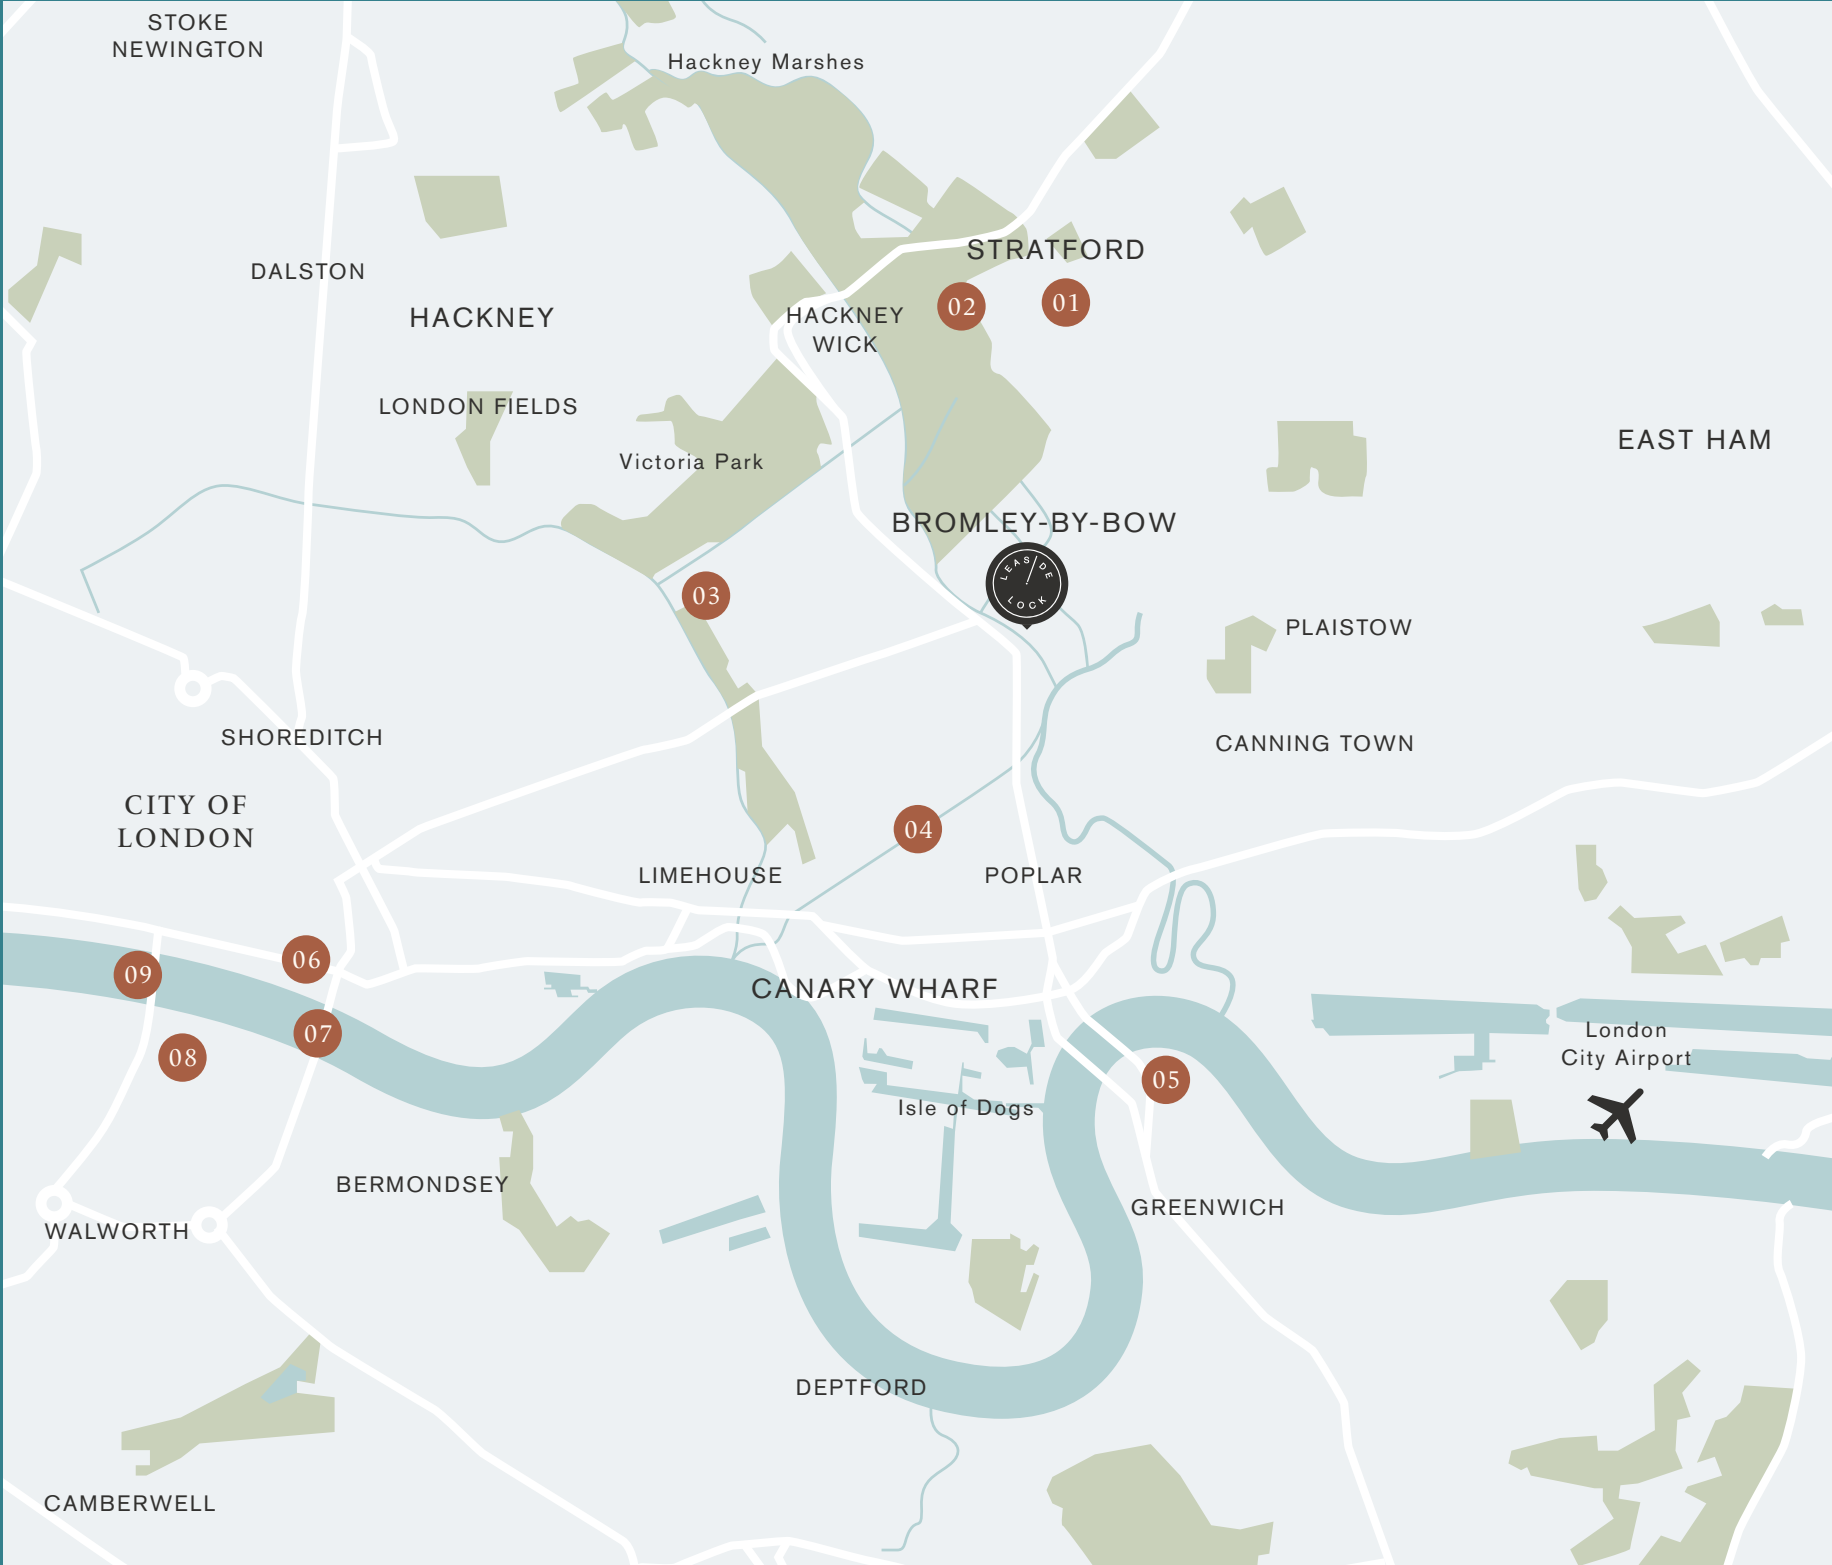 STOKE
NEWINGTON
Hackney Marshes
STRATFORD
DALSTON
HACKNEY
02
01
HACKNEY
WICK
LONDON FIELDS
Victoria Park
EAST HAM
BROMLEY-BY-BOW
LEASIDE
LOCK
03
PLAISTOW
SHOREDITCH
CANNING TOWN
CITY OF
LONDON
04
LIMEHOUSE
POPLAR
06
09
CANARY WHARF
07
08
London
City Airport
05
Isle of Dogs
BERMONDSEY
GREENWICH
WALWORTH
DEPTFORD
CAMBERWELL